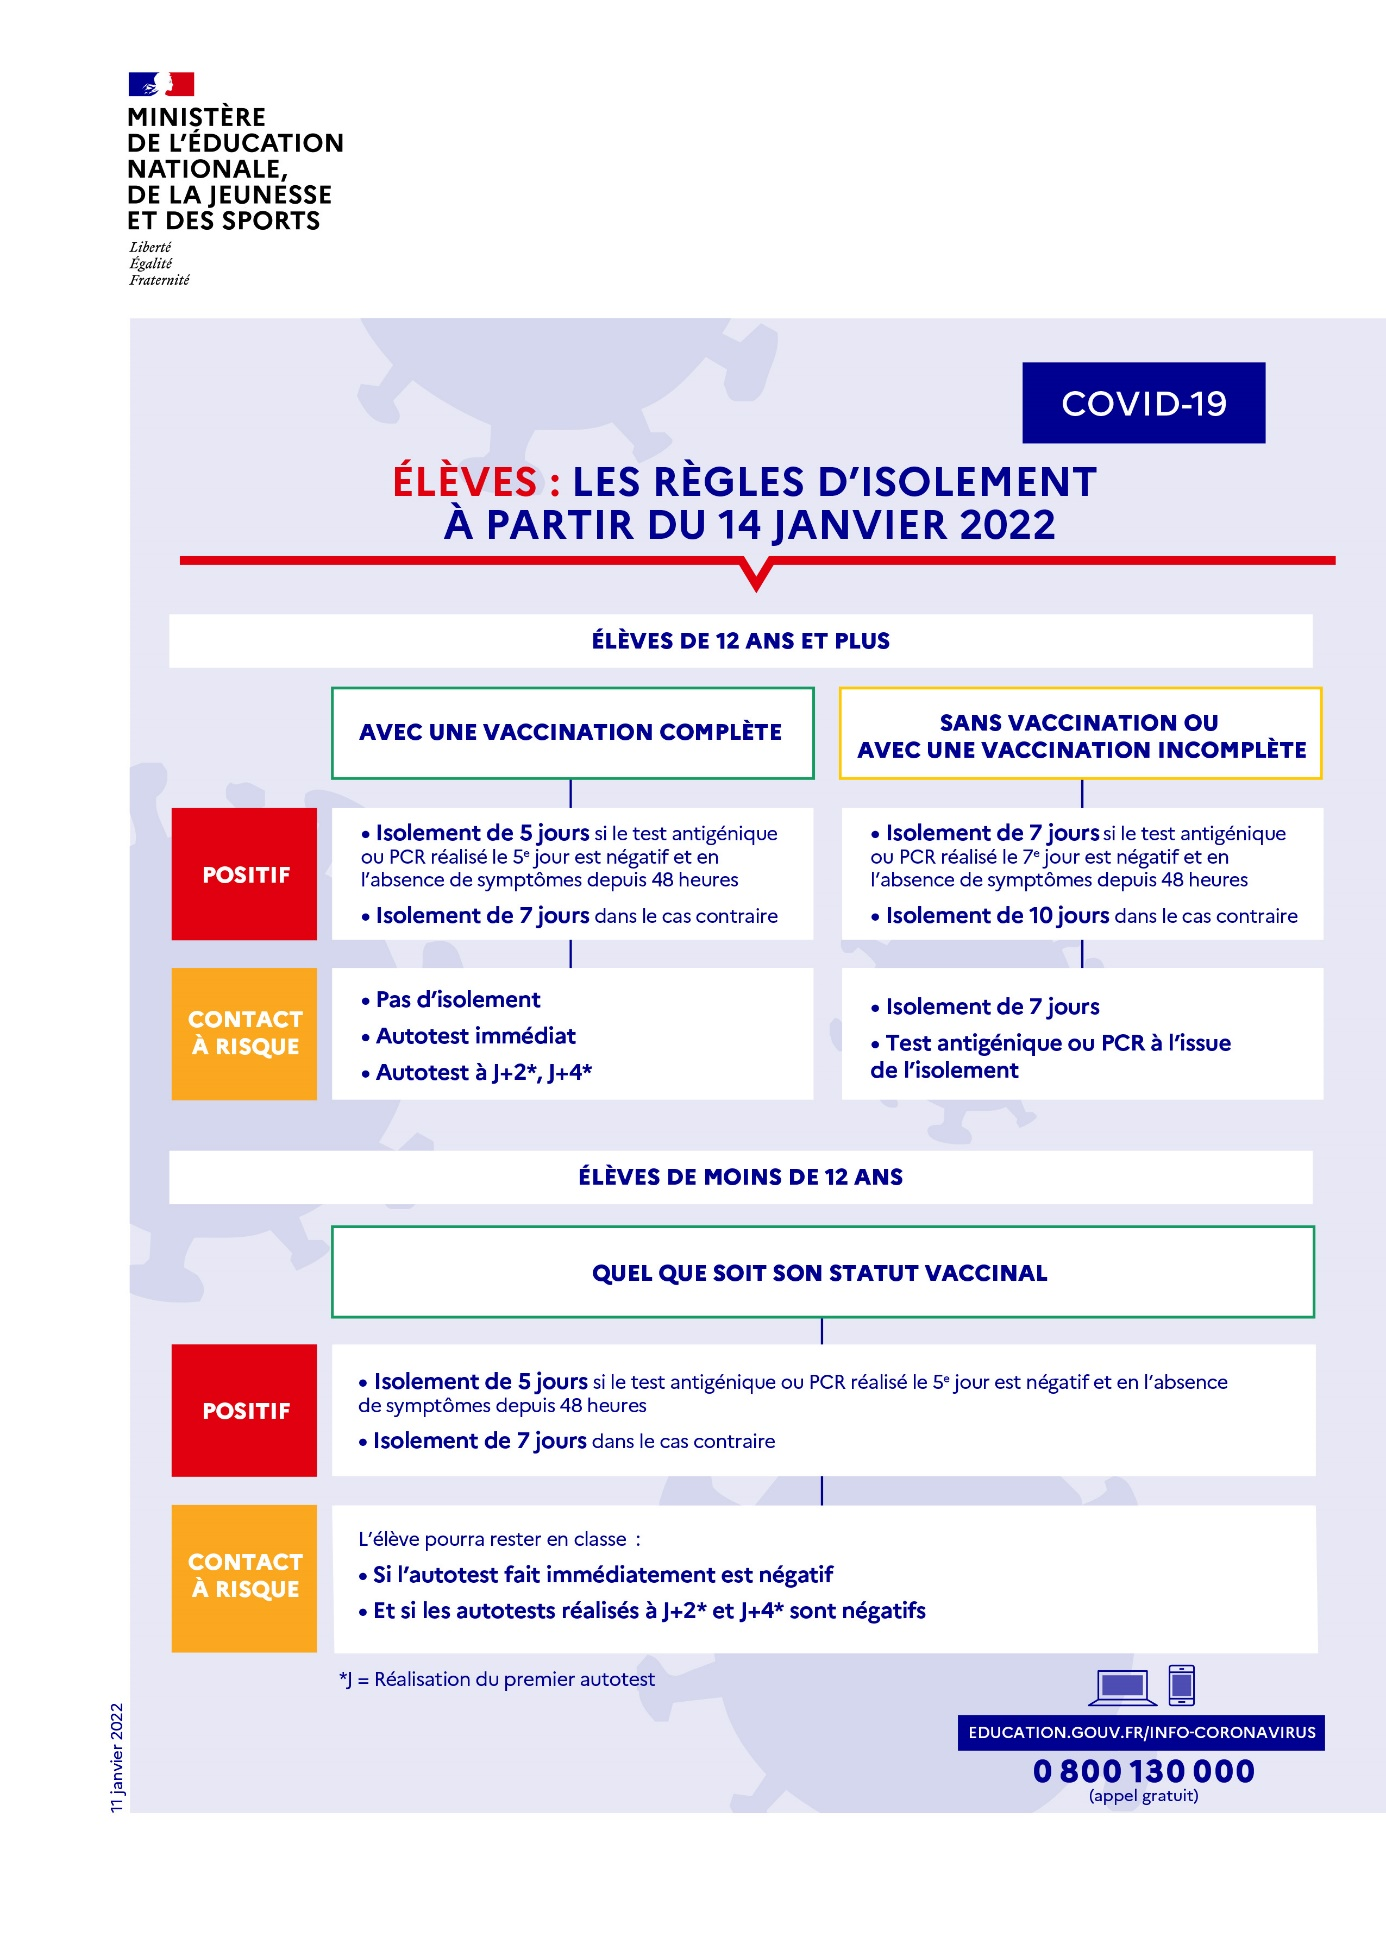 MINISTÈRE
DE L'ÉDUCATION
NATIONALE,
DE LA JEUNESSE
ET DES SPORTS
Liberté
Égalité
Fraternité
COVID-19
ÉLÈVES : LES RÈGLES D'ISOLEMENT
À PARTIR DU 14 JANVIER 2022
ÉLÈVES DE 12 ANS ET PLUS
AVEC UNE VACCINATION COMPLÈTE
SANS VACCINATION OU
AVEC UNE VACCINATION INCOMPLÈTE
POSITIF
• Isolement de 5 jours si le test antigénique
ou PCR réalisé le 5e jour est négatif et en
l'absence de symptômes depuis 48 heures
• Isolement de 7 jours dans le cas contraire
• Isolement de 7 jours si le test antigénique
ou PCR réalisé le 7e jour est négatif et en
l'absence de symptômes depuis 48 heures
• Isolement de 10 jours dans le cas contraire
CONTACT
À RISQUE
• Pas d'isolement
• Autotest immédiat
• Autotest à J+2*, J+4*
• Isolement de 7 jours
• Test antigénique ou PCR à l'issue
de l'isolement
ÉLÈVES DE MOINS DE 12 ANS
QUEL QUE SOIT SON STATUT VACCINAL
POSITIF
• Isolement de 5 jours si le test antigénique ou PCR réalisé le 5e jour est négatif et en l'absence
de symptômes depuis 48 heures
• Isolement de 7 jours dans le cas contraire
CONTACT
À RISQUE
L'élève pourra rester en classe :
• Si l'autotest fait immédiatement est négatif
• Et si les autotests réalisés à J+2* et J+4* sont négatifs
*J = Réalisation du premier autotest
EDUCATION.GOUV.FR/INFO-CORONAVIRUS
0 800 130 000
(appel gratuit)
11 janvier 2022